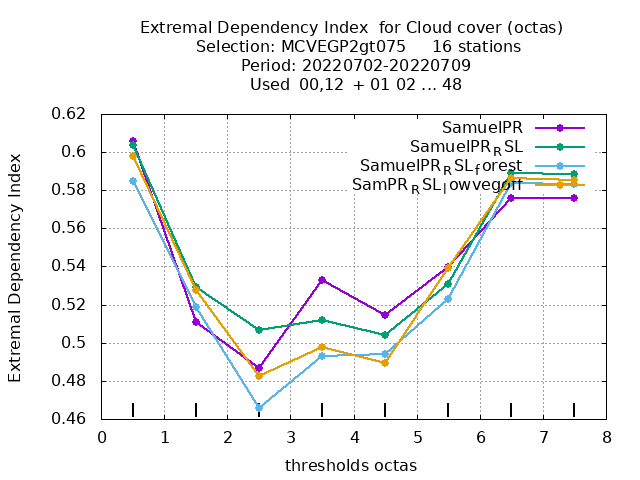 Extremal Dependency Index  for Cloud cover (octas)
Selection: MCVEGP2gt075     16 stations
Period: 20220702-20220709
Used  00,12  + 01 02 ... 48
Extremal Dependency Index
0.62
0.6
0.58
0.56
0.54
0.52
0.5
0.48
0.46
SamuelPR
SamuelPR_RSL
SamuelPR_RSL_forest
SamPR_RSL_lowvegoff
0 1 2 3 4 5 6 7 8
thresholds octas